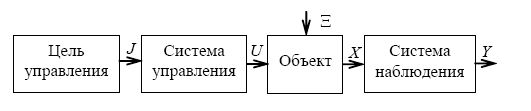 Ξ
Цель
управления
J
Система
управления
U
Объект
X
Система
наблюдения
Y